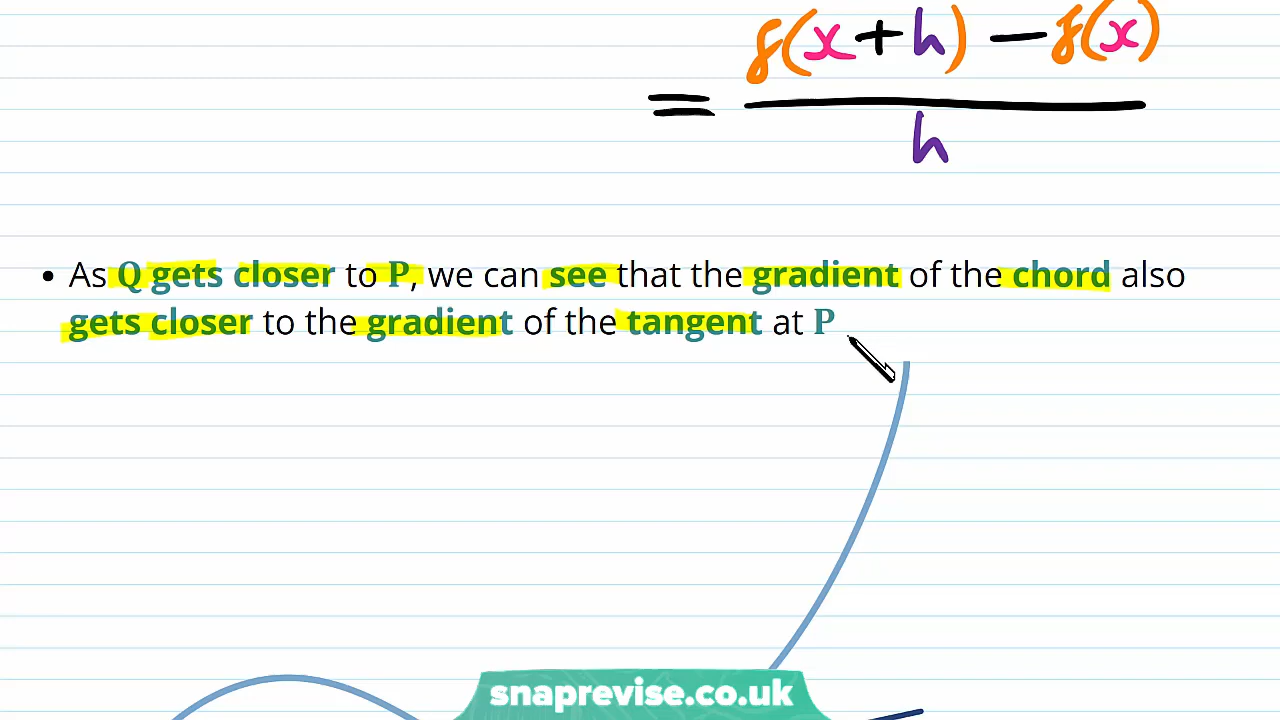 f(x+h) - f(x)
=
h
• As Q gets closer to P, we can see that the gradient of the chord also
gets closer to the gradient of the tangent at P
snaprevise.co.uk